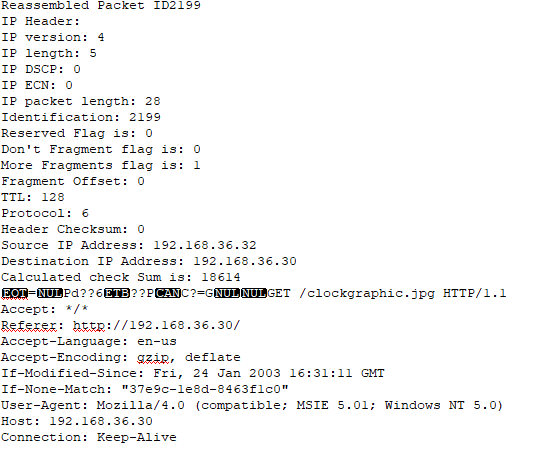 Reassembled Packet ID2199
IP Header:
IP version: 4
IP length: 5
IP DSCP: 0
IP ECN: 0
IP packet length: 28
Identification: 2199
Reserved Flag is: 0
Don't Fragment flag is: 0
More Fragments flag is: 1
Fragment Offset: 0
TTL: 128
Protocol: 6
Header Checksum: 0
Source IP Address: 192.168.36.32
Destination IP Address: 192.168.36.30
Calculated check Sum is: 18614
EOT=NULPd??6ETB??PCANC?=GNULNULGET /clockgraphic.jpg HTTP/1.1
Accept: */*
Referer: http://192.168.36.30/
Accept-Language: en-us
Accept-Encoding: gzip, deflate
If-Modified-Since: Fri, 24 Jan 2003 16:31:11 GMT
If-None-Match: "37e9c-1e8d-8463f1c0"
User-Agent: Mozilla/4.0 (compatible; MSIE 5.01; Windows NT 5.0)
Host: 192.168.36.30
Connection: Keep-Alive